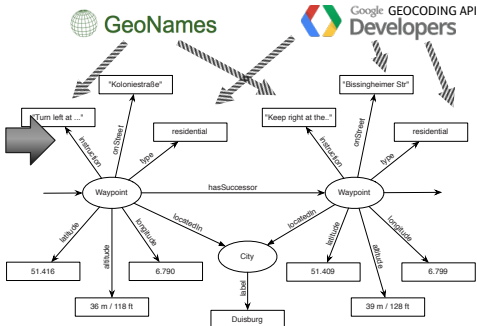 GeoNames
Google GEOCODING API
Developers
"Koloniestraße"
"Bissingheimer Str"
"Turn left at ..."
residential
"Keep right at the.."
residential
instruction
onStreet
type
instruction
onStreet
type
Waypoint
hasSuccessor
Waypoint
latitude
altitude
longitude
locatedIn
locatedIn
latitude
altitude
longitude
City
51.416
6.790
label
51.409
6.799
36 m / 118 ft
39 m / 128 ft
Duisburg